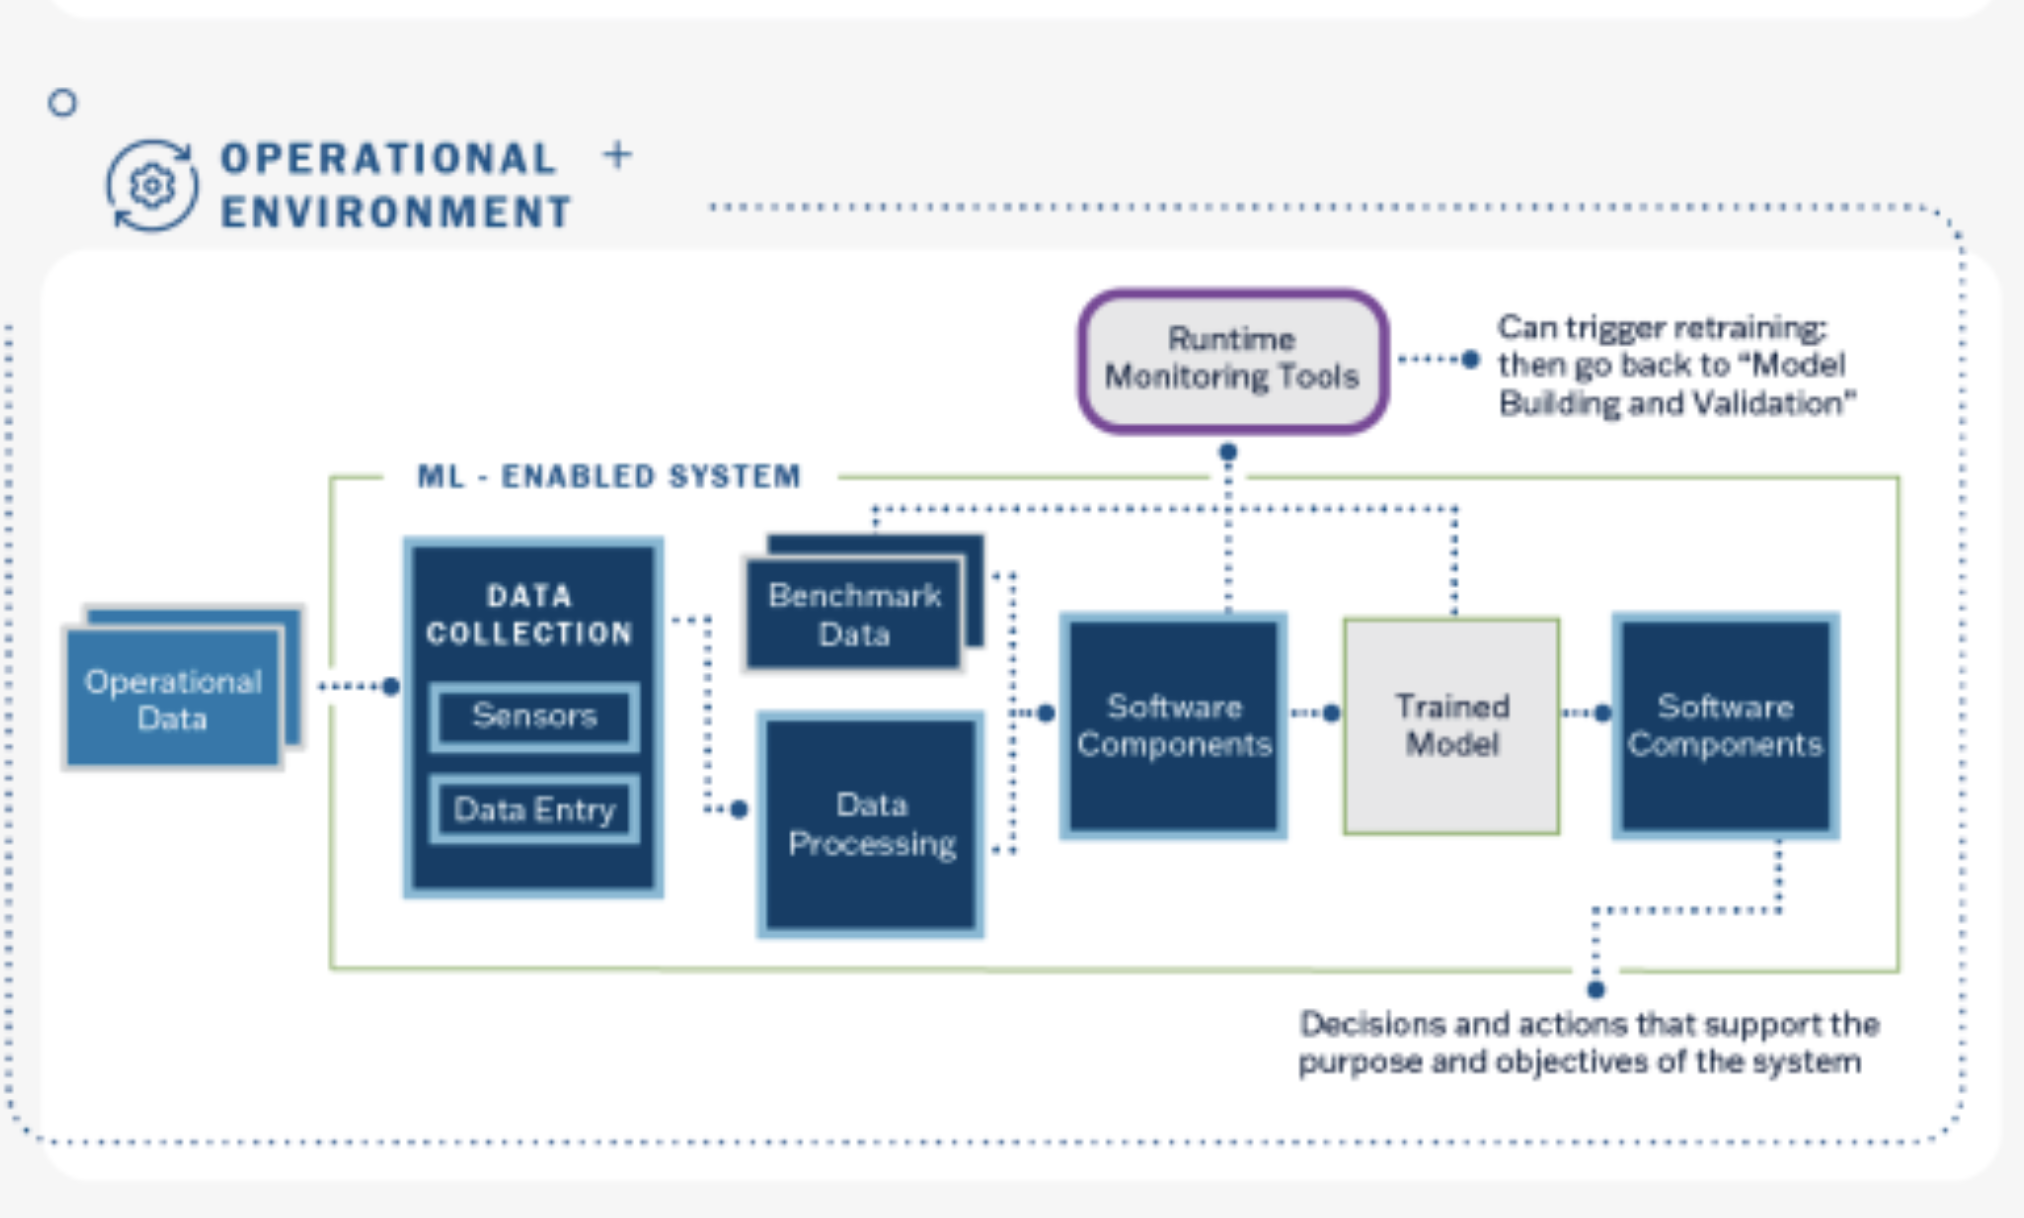 OPERATIONAL
ENVIRONMENT
Runtime
Monitoring Tools
Can trigger retraining;
then go back to “Model
Building and Validation”
ML - ENABLED SYSTEM
Operational
Data
DATA
COLLECTION
Sensors
Data Entry
Benchmark
Data
Data
Processing
Software
Components
Trained
Model
Software
Components
Decisions and actions that support the
purpose and objectives of the system